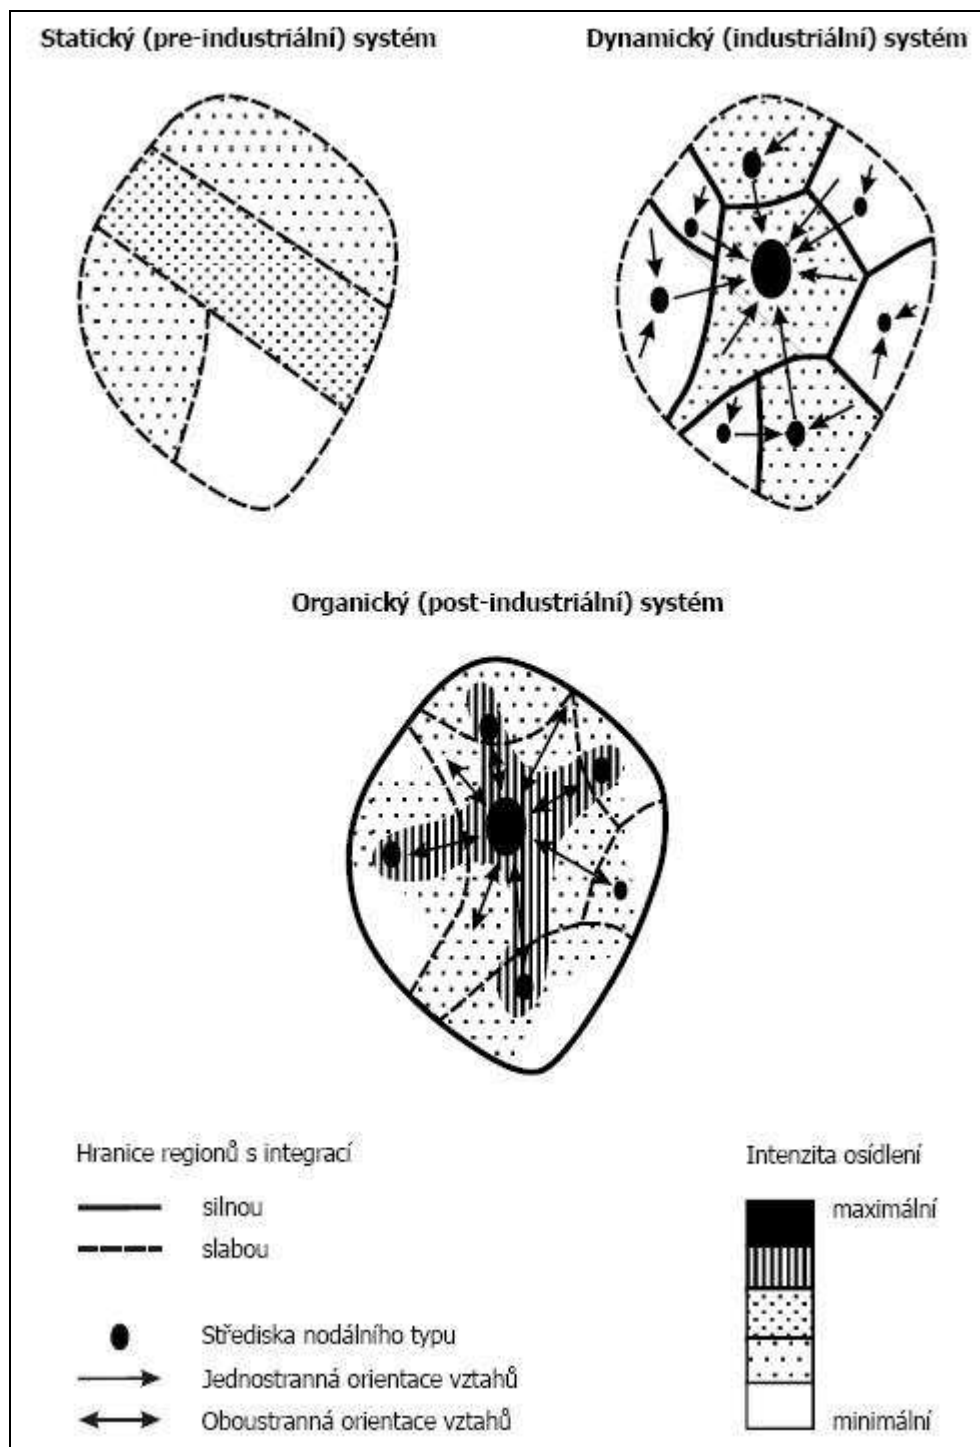 Statický (pre-industriální) systém
Dynamický (industriální) systém
Organický (post-industriální) systém
Hranice regionů s integrací
silnou
slabou
Střediska nodálního typu
Jednostranná orientace vztahů
Oboustranná orientace vztahů
Intenzita osídlení
maximální
minimální